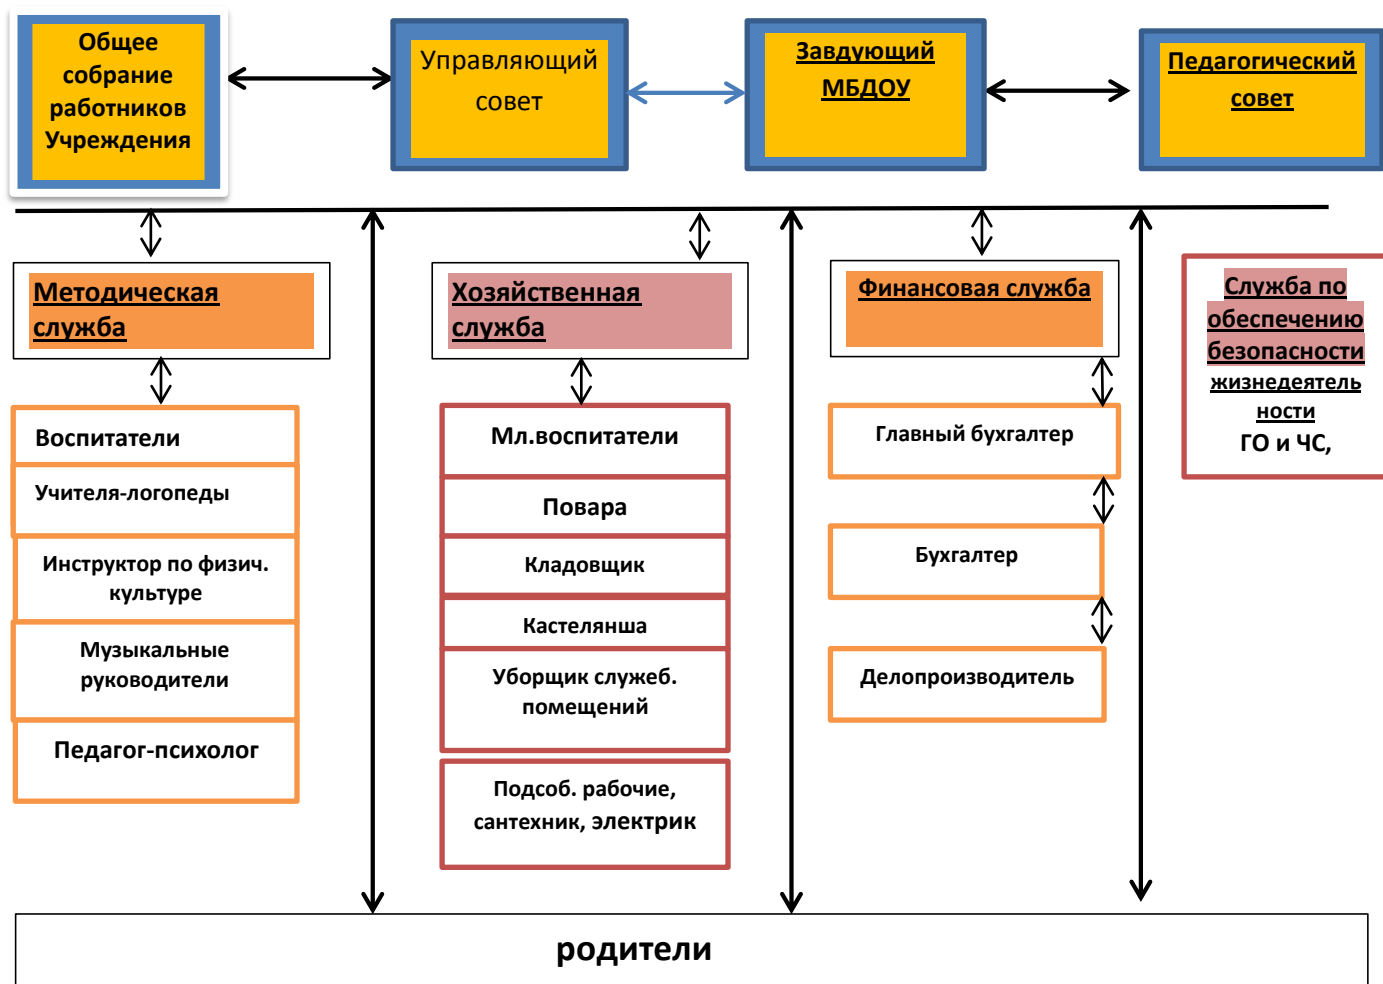 Общее
собрание
работников
Учреждения
Управляющий
совет
Завдующий
МБДОУ
Педагогический
совет
Методическая
служба
Хозяйственная
служба
Финансовая служба
Служба по
обеспечению
безопасности
жизнедеятель
ности
ГО и ЧС,
Воспитатели
Учителя-логопеды
Инструктор по физич.
культуре
Музыкальные
руководители
Педагог-психолог
Мл.воспитатели
Повара
Кладовщик
Кастелянша
Уборщик служеб.
помещений
Подсоб. рабочие,
сантехник, электрик
Главный бухгалтер
Бухгалтер
Делопроизводитель
родители